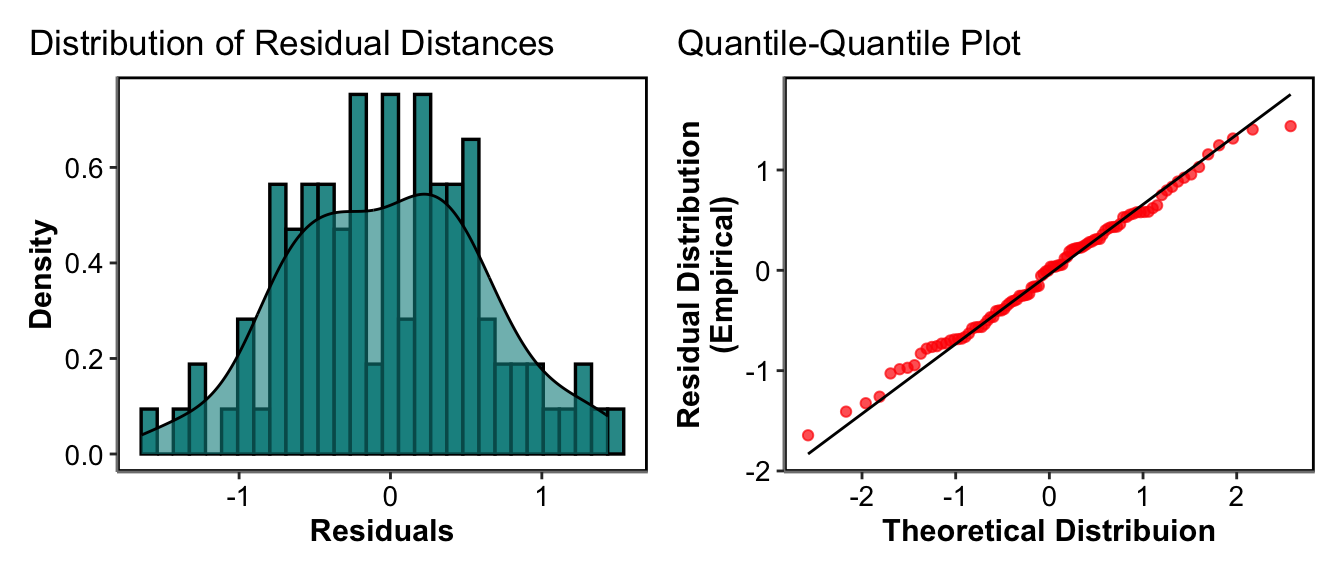 Distribution of Residual Distances
Density
0.6
0.4
0.2
0.0
-1
0
1
Residuals
Quantile-Quantile Plot
Residual Distribution
(Empirical)
1
0
-1
-2
-2
-1
0
1
2
Theoretical Distribuion